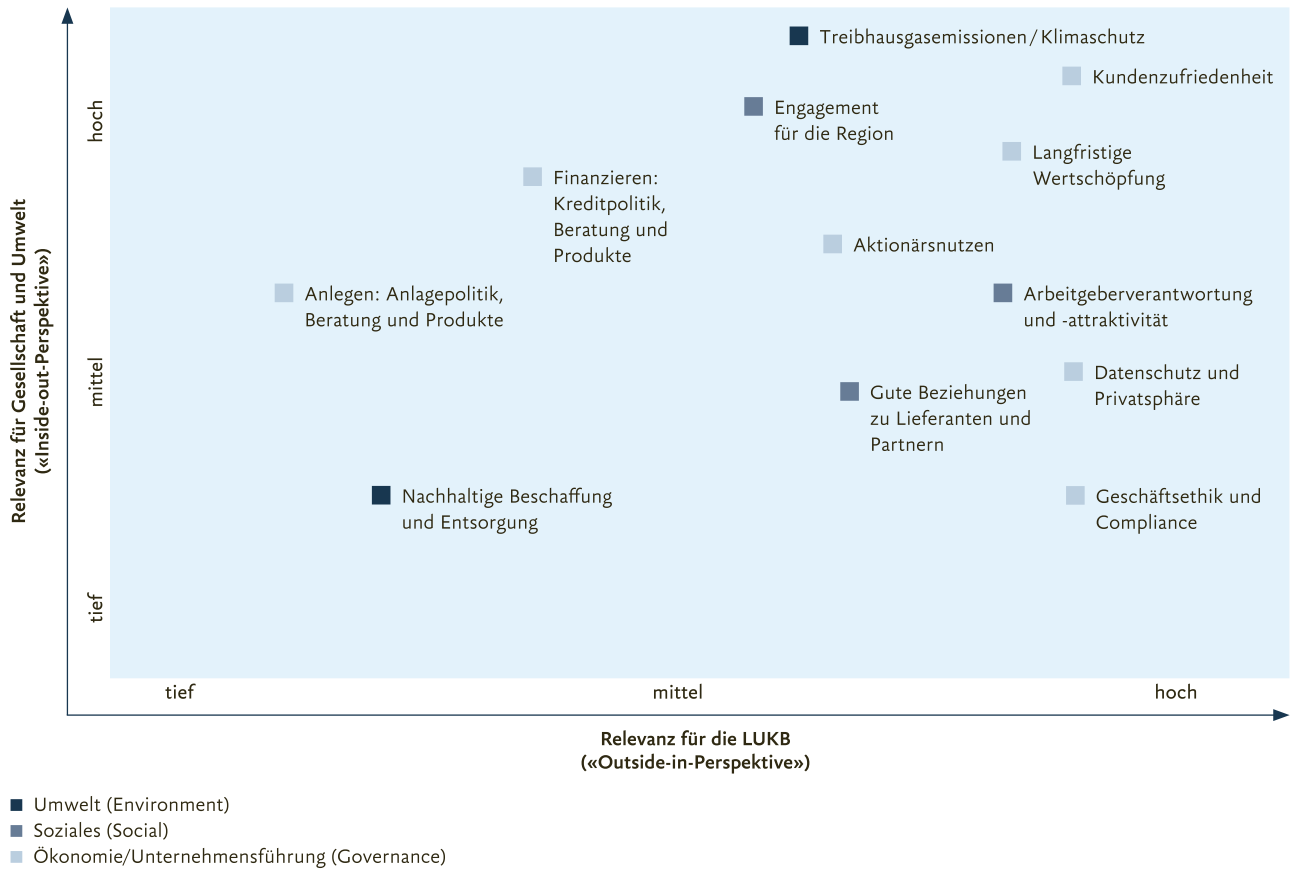 Treibhausgasemissionen / Klimaschutz
Kundenzufriedenheit
Engagement
für die Region
Langfristige
Wertschöpfung
Finanzieren:
Kreditpolitik,
Beratung und
Produkte
Aktionärsnutzen
Anlegen: Anlagepolitik,
Beratung und Produkte
Arbeitgeberverantwortung
und -attraktivität
Datenschutz und
Privatsphäre
Gute Beziehungen
zu Lieferanten und
Partnern
Nachhaltige Beschaffung
und Entsorgung
Geschäftsethik und
Compliance
hoch
mittel
tief
Relevanz für Gesellschaft und Umwelt
(«Inside-out-Perspektive»)
tief
mittel
hoch
Relevanz für die LUKB
(«Outside-in-Perspektive»)
Umwelt (Environment)
Soziales (Social)
Ökonomie/Unternehmensführung (Governance)